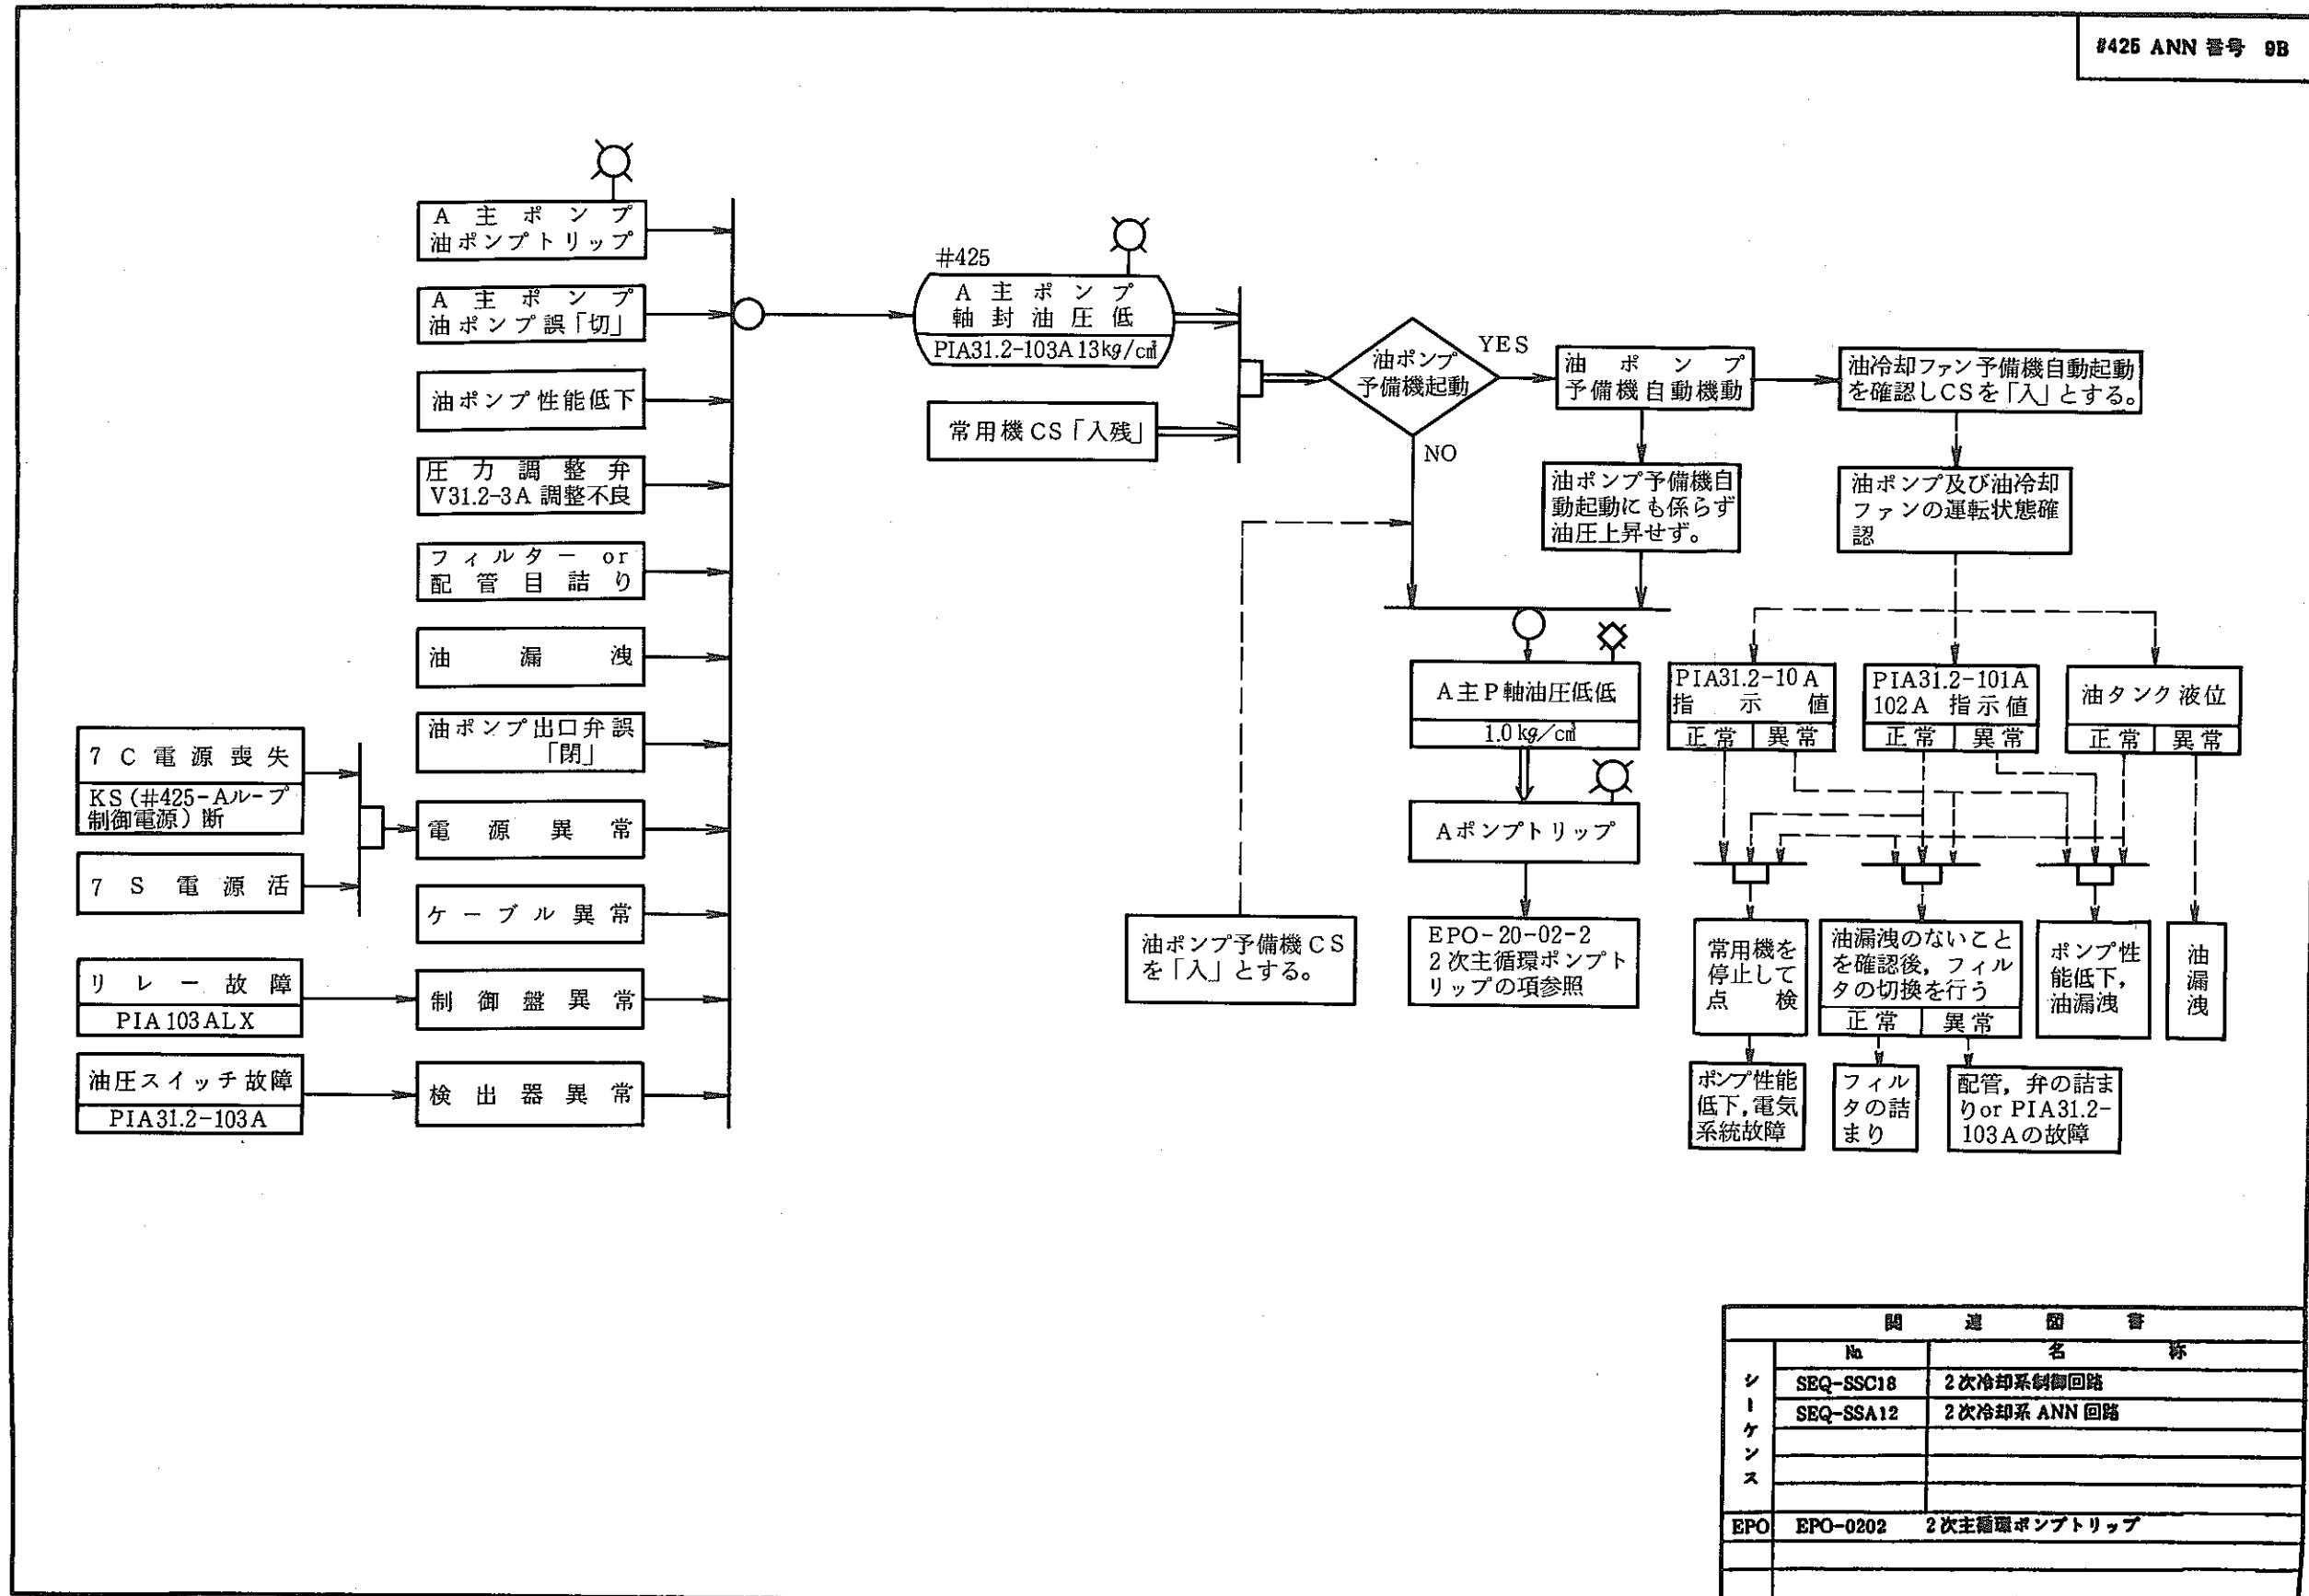 #425 ANN 番号 9B
A 主 ポ ン プ
油ポンプトリップ
A 主 ポ ン プ
油ポンプ誤「切」
油ポンプ性能低下
圧 力 調 整 弁
V31.2-3A 調整不良
フ ィ ル タ ー or
配 管 目 詰 り
油 漏 洩
油ポンプ出口弁誤
「閉」
7 C 電 源 喪 失
KS(#425-Aループ
制御電源)断
7 S 電 源 活
電 源 異 常
ケ ー ブ ル 異 常
リ レ ー 故 障
PIA103ALX
制 御 盤 異 常
油圧スイッチ故障
PIA31.2-103A
検 出 器 異 常
#425
A 主 ポ ン プ
軸 封 油 圧 低
PIA31.2-103A 13kg/c㎡
常用機CS「入残」
油ポンプ
予備機起動
YES
NO
油 ポ ン プ
予備機自動機動
油冷却ファン予備機自動起動
を確認しCSを「入」とする。
油ポンプ予備機自
動起動にも係らず
油圧上昇せず。
油ポンプ及び油冷却
ファンの運転状態確
認
A主P軸油圧低低
1.0kg/c㎡
Aポンプトリップ
EPO-20-02-2
2次主循環ポンプト
リップの項参照
油ポンプ予備機CS
を「入」とする。
PIA31.2-10A
指 示 値
正常 異常
PIA31.2-101A
102A 指示値
正常 異常
油タンク液位
正常 異常
常用機を
停止して
点 検
油漏洩のないこと
を確認後,フィル
タの切換を行う
正常 異常
ポンプ性
能低下,
油漏洩
油漏洩
ポンプ性能
低下,電気
系統故障
フィル
タの詰
まり
配管,弁の詰ま
りor PIA31.2-
103Aの故障
関 連 図 書
シーケンス
No. 名 称
SEQ-SSC18 2次冷却系制御回路
SEQ-SSA12 2次冷却系 ANN 回路
EPO EPO-0202 2次主循環ポンプトリップ